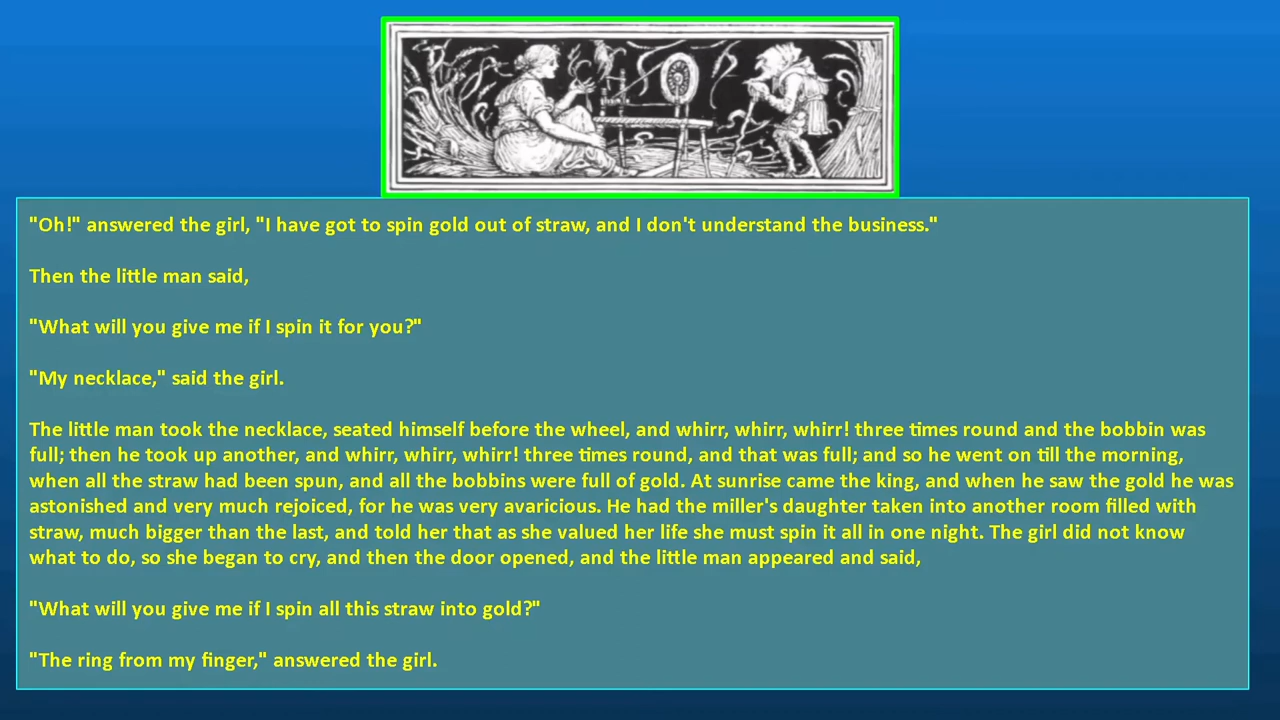 "Oh!" answered the girl, "I have got to spin gold out of straw, and I don't understand the business."
Then the little man said,
"What will you give me if I spin it for you?"
"My necklace," said the girl.
The little man took the necklace, seated himself before the wheel, and whirr, whirr, whirr! three times round and the bobbin was
full; then he took up another, and whirr, whirr, whirr! three times round, and that was full; and so he went on till the morning,
when all the straw had been spun, and all the bobbins were full of gold. At sunrise came the king, and when he saw the gold he was
astonished and very much rejoiced, for he was very avaricious. He had the miller's daughter taken into another room filled with
straw, much bigger than the last, and told her that as she valued her life she must spin it all in one night. The girl did not know
what to do, so she began to cry, and then the door opened, and the little man appeared and said,
"What will you give me if I spin all this straw into gold?"
"The ring from my finger," answered the girl.